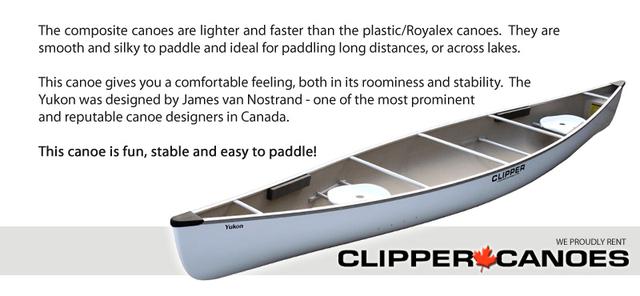 The composite canoes are lighter and faster than the plastic/Royalex canoes. They are
smooth and silky to paddle and ideal for paddling long distances, or across lakes.
This canoe gives you a comfortable feeling, both in its roominess and stability. The
Yukon was designed by James van Nostrand - one of the most prominent
and reputable canoe designers in Canada.
This canoe is fun, stable and easy to paddle!
CLIPPER
Yukon
WE PROUDLY RENT
CLIPPER CANOES